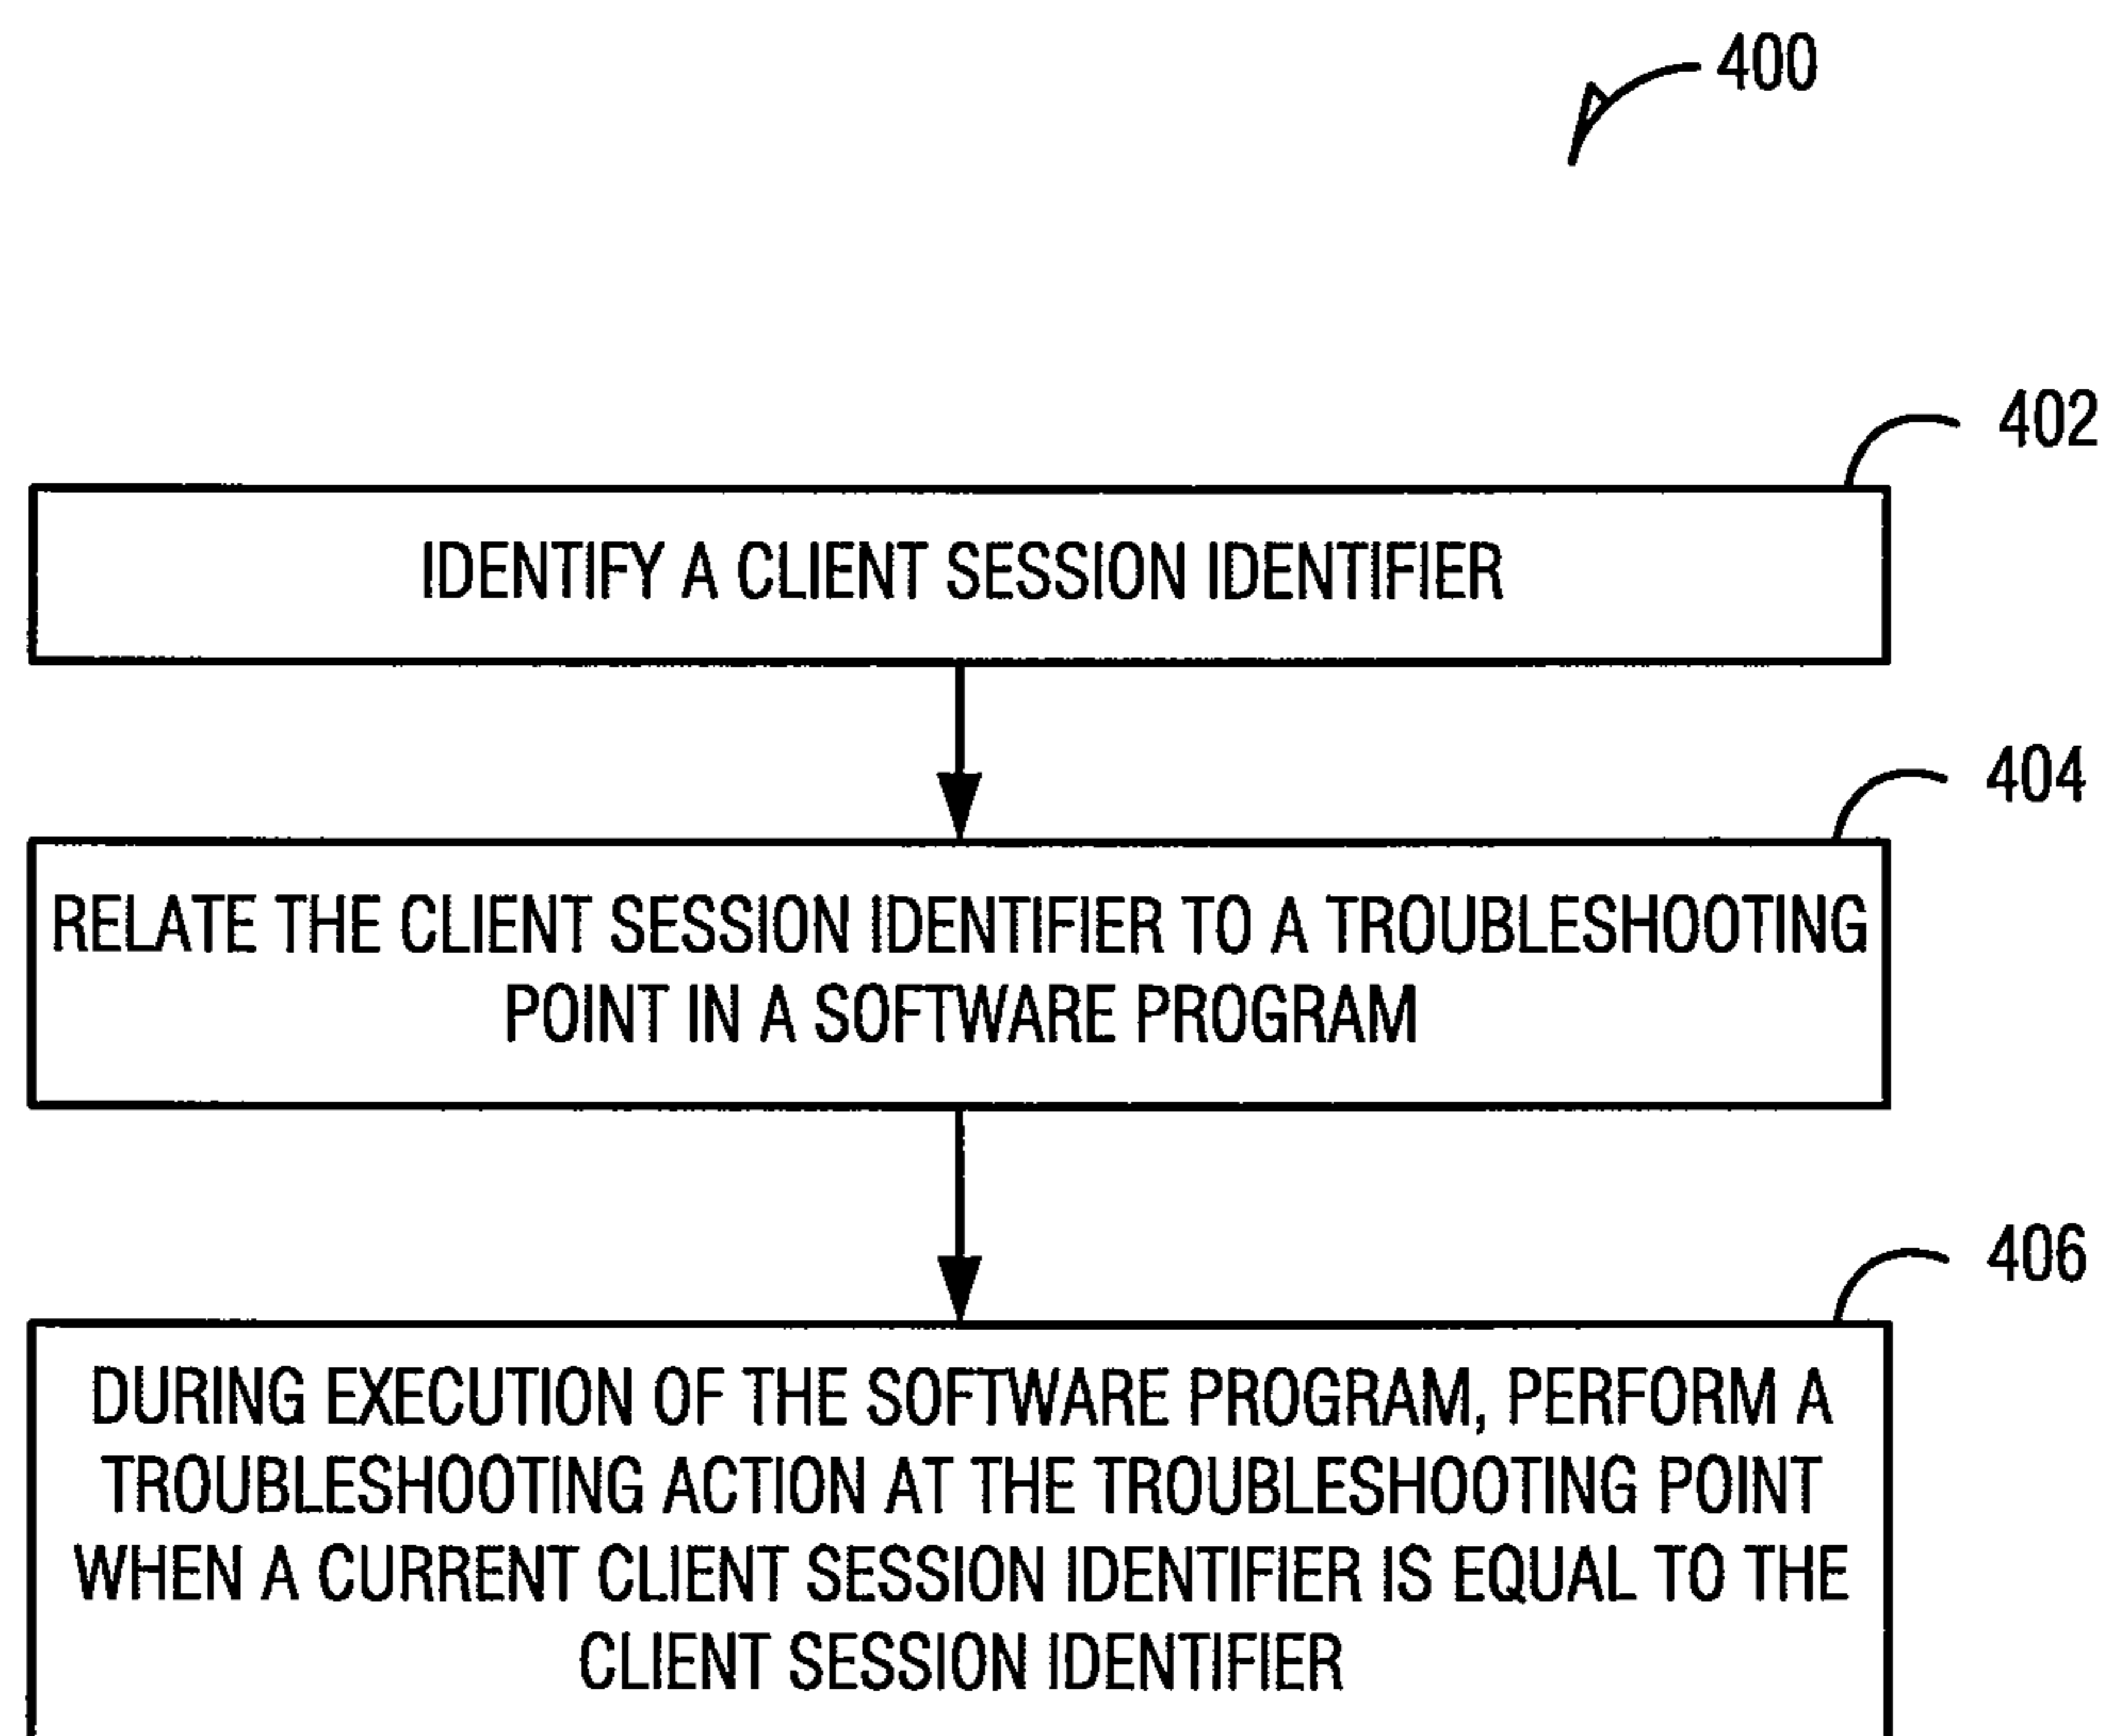 400
402
IDENTIFY A CLIENT SESSION IDENTIFIER
404
RELATE THE CLIENT SESSION IDENTIFIER TO A TROUBLESHOOTING
POINT IN A SOFTWARE PROGRAM
406
DURING EXECUTION OF THE SOFTWARE PROGRAM, PERFORM A
TROUBLESHOOTING ACTION AT THE TROUBLESHOOTING POINT
WHEN A CURRENT CLIENT SESSION IDENTIFIER IS EQUAL TO THE
CLIENT SESSION IDENTIFIER